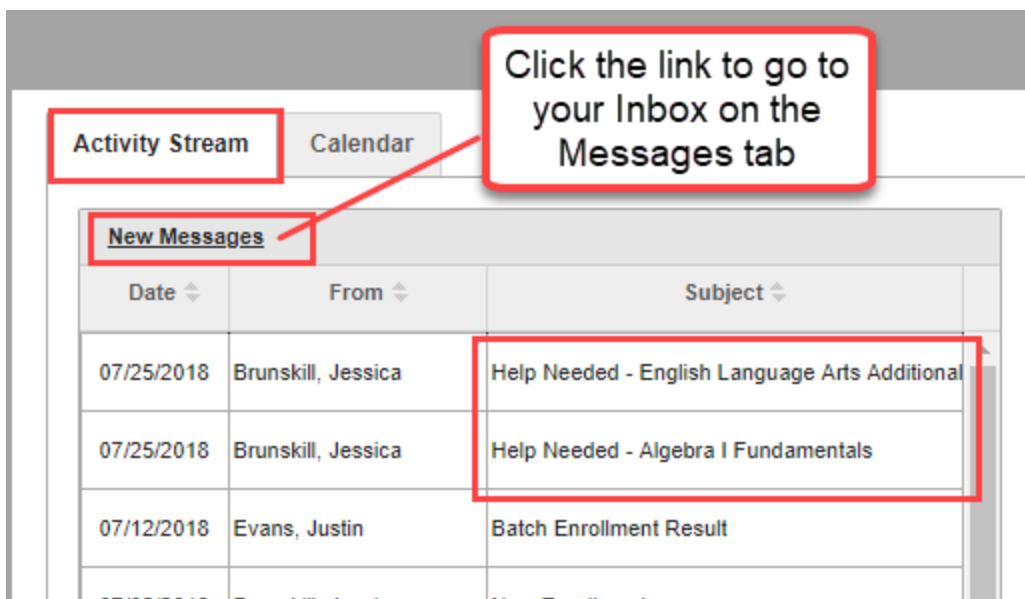 Click the link to go to
your Inbox on the
Messages tab
Activity Stream Calendar
New Messages
Date From Subject
07/25/2018 Brunskill, Jessica Help Needed - English Language Arts Additional
07/25/2018 Brunskill, Jessica Help Needed - Algebra I Fundamentals
07/12/2018 Evans, Justin Batch Enrollment Result